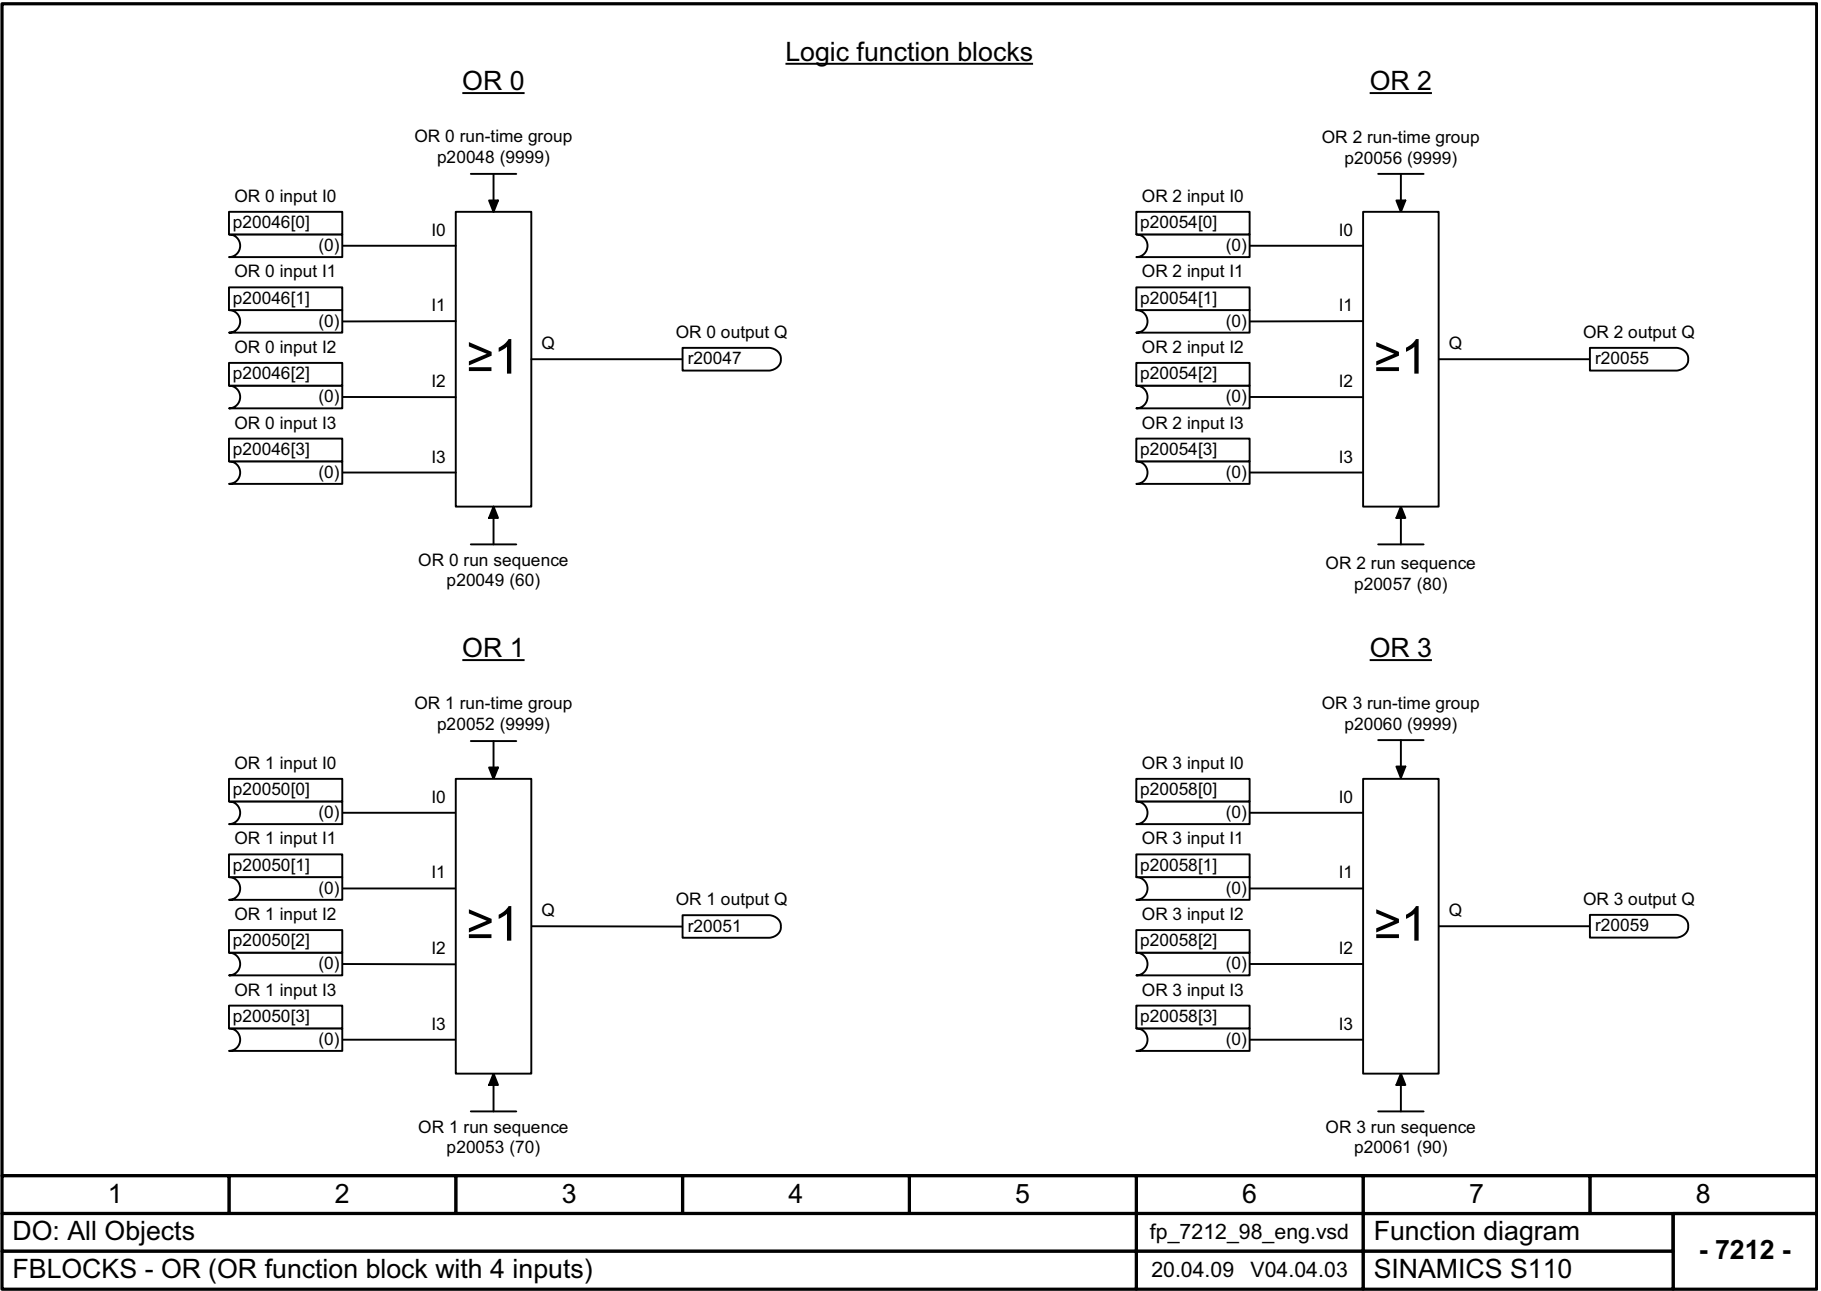 Logic function blocks
OR 0
OR 0 run-time group
p20048 (9999)
OR 0 input I0
p20046[0]
(0)
I0
OR 0 input I1
p20046[1]
(0)
I1
OR 0 input I2
p20046[2]
(0)
I2
OR 0 input I3
p20046[3]
(0)
I3
≥1
Q
OR 0 output Q
r20047
OR 0 run sequence
p20049 (60)
OR 2
OR 2 run-time group
p20056 (9999)
OR 2 input I0
p20054[0]
(0)
I0
OR 2 input I1
p20054[1]
(0)
I1
OR 2 input I2
p20054[2]
(0)
I2
OR 2 input I3
p20054[3]
(0)
I3
≥1
Q
OR 2 output Q
r20055
OR 2 run sequence
p20057 (80)
OR 1
OR 1 run-time group
p20052 (9999)
OR 1 input I0
p20050[0]
(0)
I0
OR 1 input I1
p20050[1]
(0)
I1
OR 1 input I2
p20050[2]
(0)
I2
OR 1 input I3
p20050[3]
(0)
I3
≥1
Q
OR 1 output Q
r20051
OR 1 run sequence
p20053 (70)
OR 3
OR 3 run-time group
p20060 (9999)
OR 3 input I0
p20058[0]
(0)
I0
OR 3 input I1
p20058[1]
(0)
I1
OR 3 input I2
p20058[2]
(0)
I2
OR 3 input I3
p20058[3]
(0)
I3
≥1
Q
OR 3 output Q
r20059
OR 3 run sequence
p20061 (90)
1 2 3 4 5 6 7 8
DO: All Objects
fp_7212_98_eng.vsd
Function diagram
- 7212 -
FBLOCKS - OR (OR function block with 4 inputs)
20.04.09 V04.04.03
SINAMICS S110